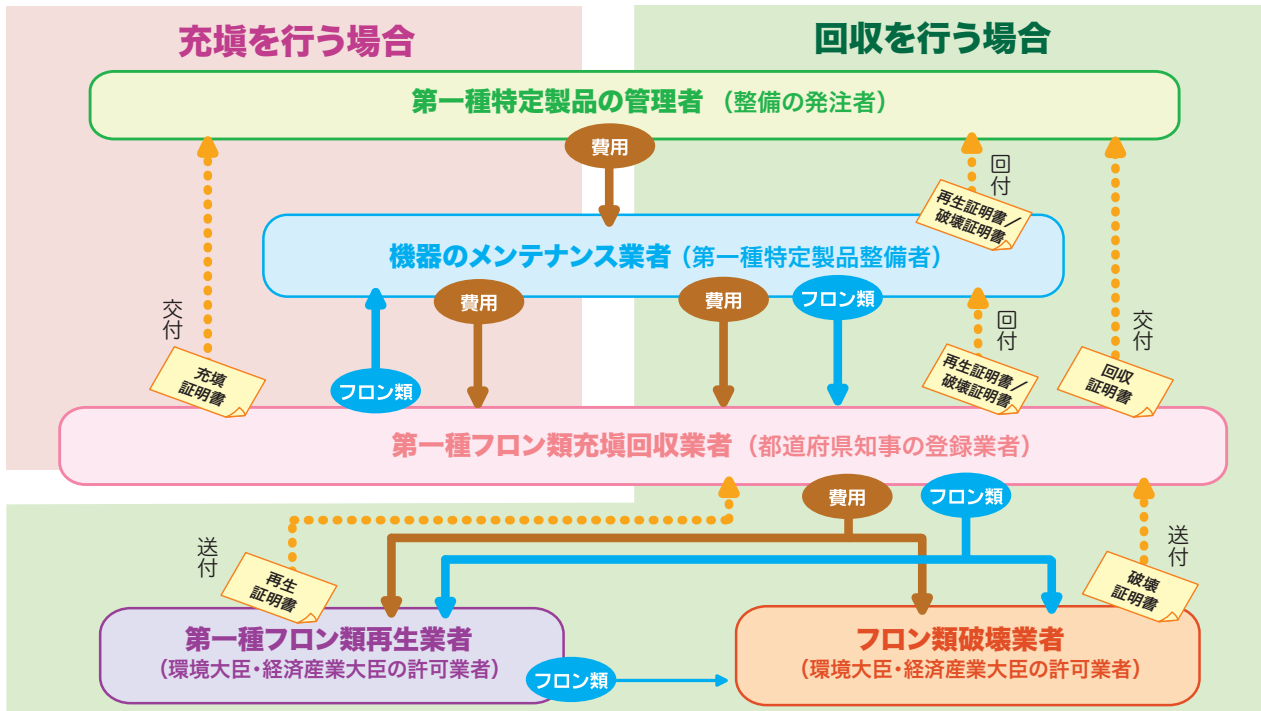 充塡を行う場合
回収を行う場合
第一種特定製品の管理者（整備の発注者）
費用
回付
再生証明書／
破壊証明書
機器のメンテナンス業者（第一種特定製品整備者）
交付
充塡
証明書
フロン類
費用
費用
フロン類
回付
再生証明書／
破壊証明書
交付
回収
証明書
第一種フロン類充塡回収業者（都道府県知事の登録業者）
費用
フロン類
送付
再生
証明書
送付
破壊
証明書
第一種フロン類再生業者
（環境大臣・経済産業大臣の許可業者）
フロン類
フロン類破壊業者
（環境大臣・経済産業大臣の許可業者）